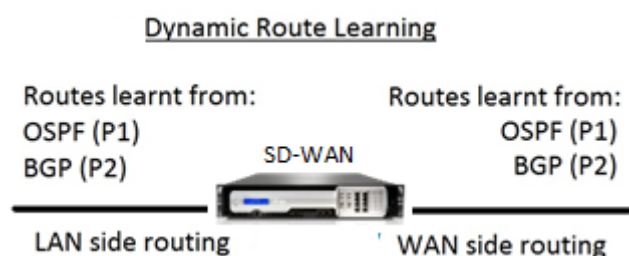 Dynamic Route Learning
Routes learnt from:
OSPF (P1)
BGP (P2)
Routes learnt from:
OSPF (P1)
BGP (P2)
SD-WAN
LAN side routing
WAN side routing